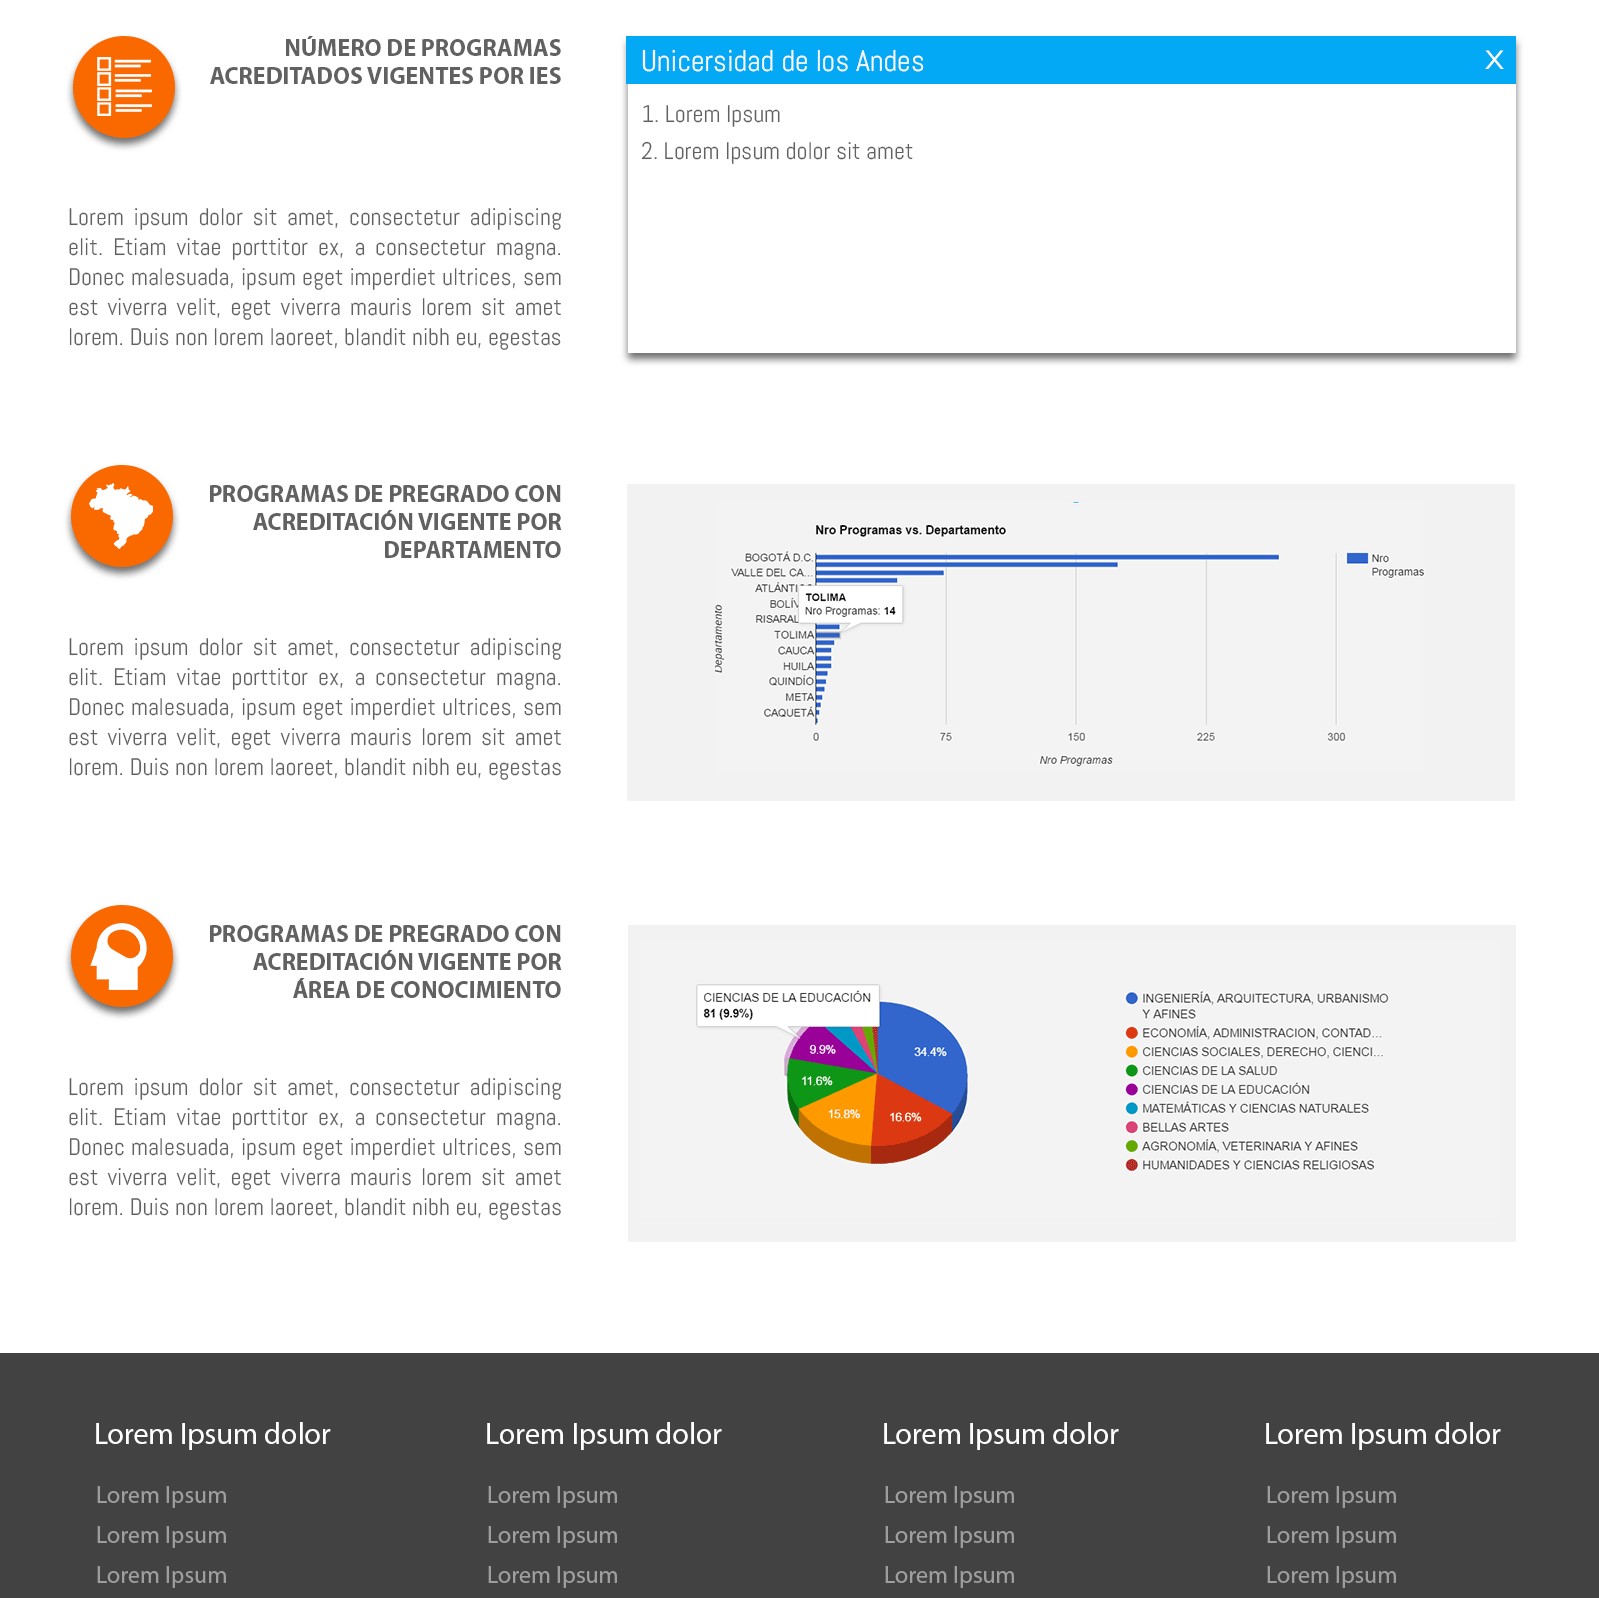 NÚMERO DE PROGRAMAS
ACREDITADOS VIGENTES POR IES
Lorem ipsum dolor sit amet, consectetur adipiscing
elit. Etiam vitae porttitor ex, a consectetur magna.
Donec malesuada, ipsum eget imperdiet ultrices, sem
est viverra velit, eget viverra mauris lorem sit amet
lorem. Duis non lorem laoreet, blandit nibh eu, egestas
Unicersidad de los Andes
X
1. Lorem Ipsum
2. Lorem Ipsum dolor sit amet
PROGRAMAS DE PREGRADO CON
ACREDITACIÓN VIGENTE POR
DEPARTAMENTO
Lorem ipsum dolor sit amet, consectetur adipiscing
elit. Etiam vitae porttitor ex, a consectetur magna.
Donec malesuada, ipsum eget imperdiet ultrices, sem
est viverra velit, eget viverra mauris lorem sit amet
lorem. Duis non lorem laoreet, blandit nibh eu, egestas
Nro Programas vs. Departamento
Departamento
BOGOTÁ D.C.
VALLE DEL CA...
TOLIMA
Nro Programas: 14
TOLIMA
CAUCA
HUILA
QUINDÍO
META
CAQUETÁ
0 75 150 225 300
Nro Programas
Nro
Programas
PROGRAMAS DE PREGRADO CON
ACREDITACIÓN VIGENTE POR
ÁREA DE CONOCIMIENTO
Lorem ipsum dolor sit amet, consectetur adipiscing
elit. Etiam vitae porttitor ex, a consectetur magna.
Donec malesuada, ipsum eget imperdiet ultrices, sem
est viverra velit, eget viverra mauris lorem sit amet
lorem. Duis non lorem laoreet, blandit nibh eu, egestas
CIENCIAS DE LA EDUCACIÓN
81 (9.9%)
34.4%
9.9%
11.6%
15.8%
16.6%
INGENIERÍA, ARQUITECTURA, URBANISMO
Y AFINES
ECONOMÍA, ADMINISTRACION, CONTAD...
CIENCIAS SOCIALES, DERECHO, CIENCI...
CIENCIAS DE LA SALUD
CIENCIAS DE LA EDUCACIÓN
MATEMÁTICAS Y CIENCIAS NATURALES
BELLAS ARTES
AGRONOMÍA, VETERINARIA Y AFINES
HUMANIDADES Y CIENCIAS RELIGIOSAS
Lorem Ipsum dolor
Lorem Ipsum
Lorem Ipsum
Lorem Ipsum
Lorem Ipsum dolor
Lorem Ipsum
Lorem Ipsum
Lorem Ipsum
Lorem Ipsum dolor
Lorem Ipsum
Lorem Ipsum
Lorem Ipsum
Lorem Ipsum dolor
Lorem Ipsum
Lorem Ipsum
Lorem Ipsum